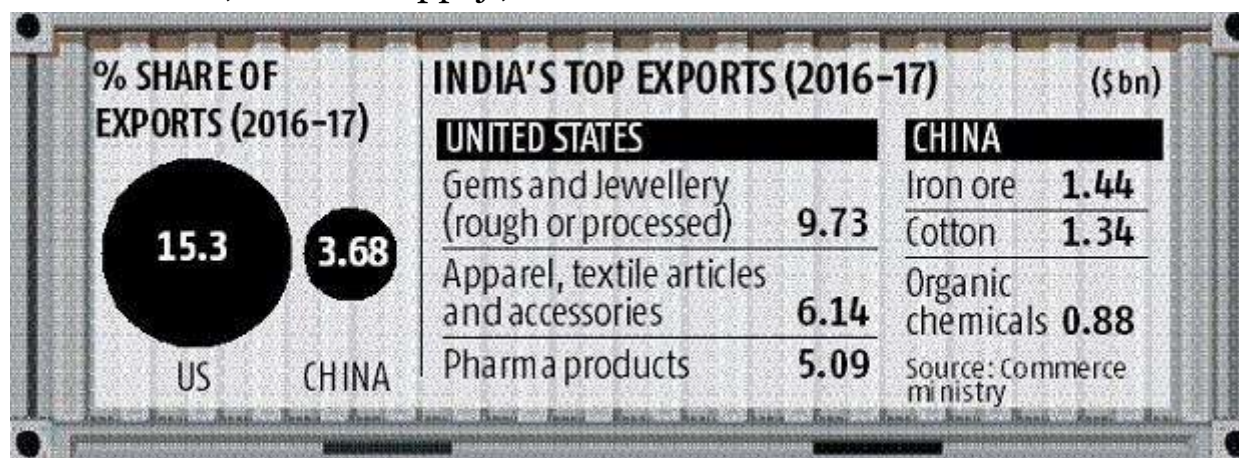 % SHARE OF
EXPORTS (2016-17)
15.3
3.68
US
CHINA
INDIA'S TOP EXPORTS (2016-17)
($ bn)
UNITED STATES
Gems and Jewellery
(rough or processed) 9.73
Apparel, textile articles
and accessories 6.14
Pharma products 5.09
CHINA
Iron ore 1.44
Cotton 1.34
Organic
chemicals 0.88
Source: Commerce
ministry